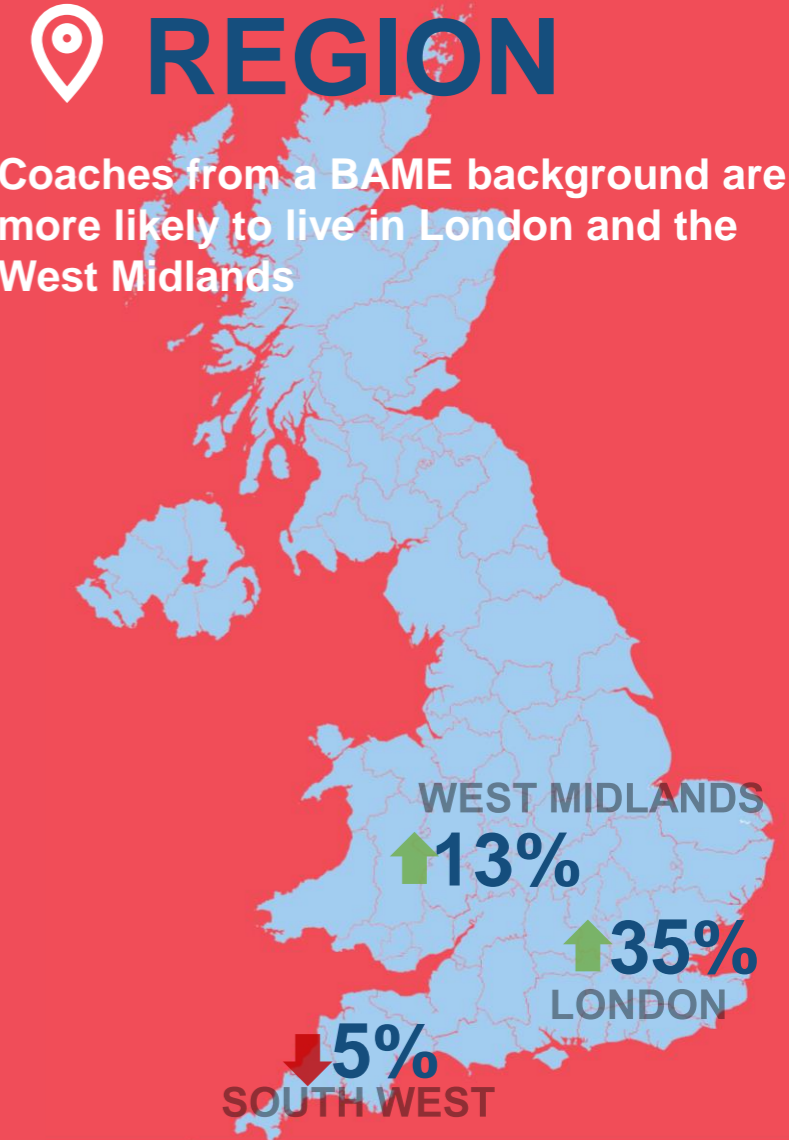 REGION
Coaches from a BAME background are
more likely to live in London and the
West Midlands
WEST MIDLANDS
13%
35%
LONDON
5%
SOUTH WEST